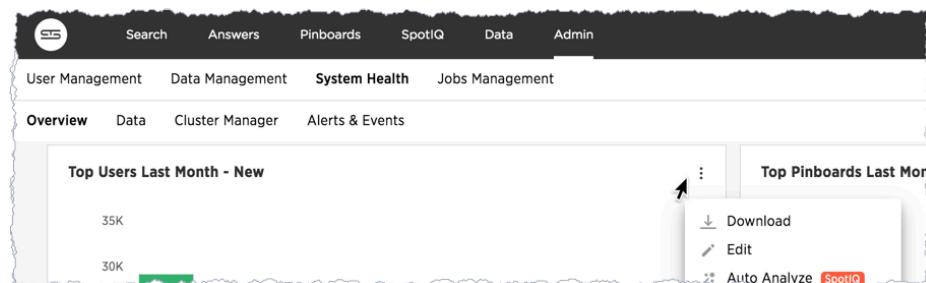 Search Answers Pinboards SpotIQ Data Admin
User Management Data Management System Health Jobs Management
Overview Data Cluster Manager Alerts & Events
Top Users Last Month - New
Top Pinboards Last Mon
35K
Download
Edit
30K
Auto Analyze SpotIQ